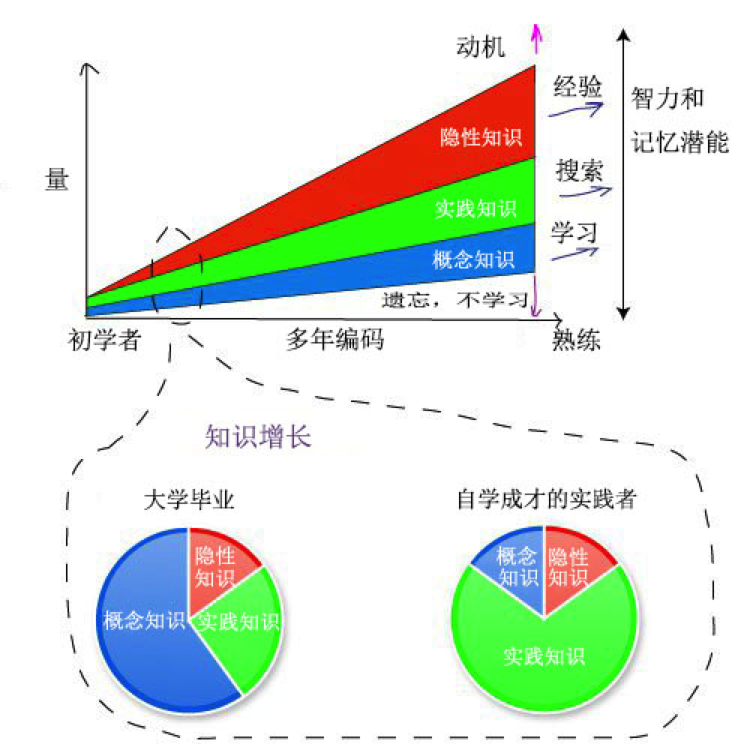 动机
经验
智力和
记忆潜能
隐性知识
量
搜索
实践知识
学习
概念知识
遗忘，不学习
初学者
多年编码
熟练
知识增长
大学毕业
自学成才的实践者
隐性
知识
概念知识
实践知识
概念
知识
隐性
知识
实践知识